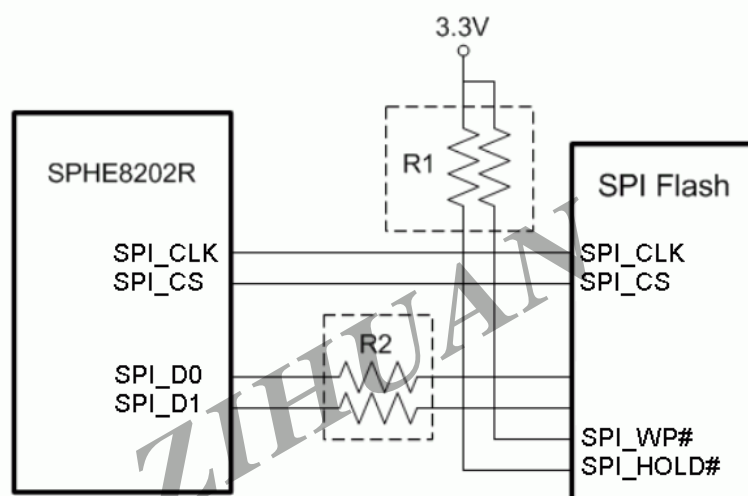 3.3V
SPHE8202R
R1
SPI Flash
SPI_CLK
SPI_CS
SPI_CLK
SPI_CS
R2
SPI_D0
SPI_D1
SPI_WP#
SPI_HOLD#
ZIHUAN